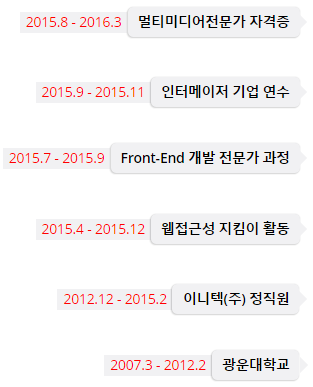 2015.8 - 2016.3 멀티미디어전문가 자격증
2015.9 - 2015.11 인터메이저 기업 연수
2015.7 - 2015.9 Front-End 개발 전문가 과정
2015.4 - 2015.12 웹접근성 지킴이 활동
2012.12 - 2015.2 이니텍(주) 정직원
2007.3 - 2012.2 광운대학교